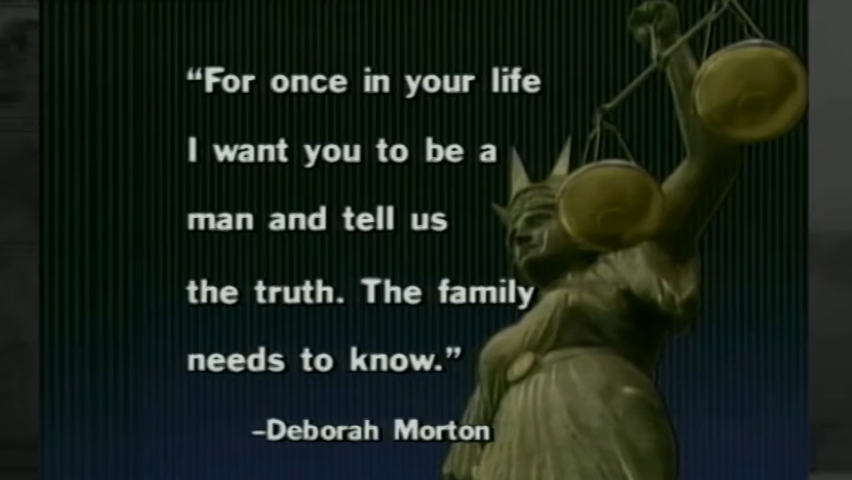 “For once in your life
I want you to be a
man and tell us
the truth. The family
needs to know.”
–Deborah Morton